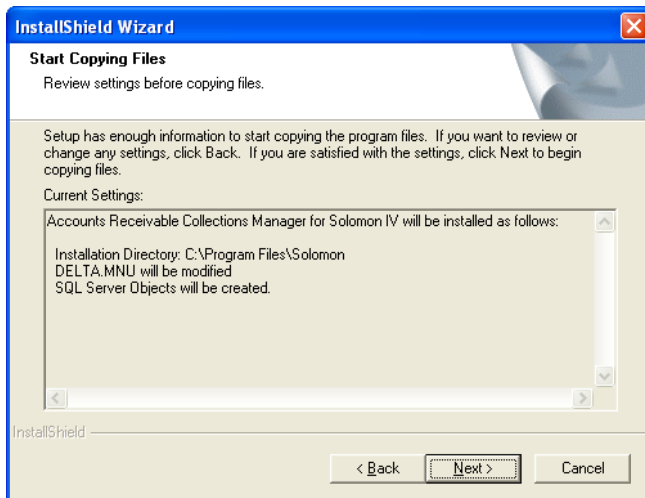 InstallShield Wizard
Start Copying Files
Review settings before copying files.
Setup has enough information to start copying the program files. If you want to review or
change any settings, click Back. If you are satisfied with the settings, click Next to begin
copying files.
Current Settings:
Accounts Receivable Collections Manager for Solomon IV will be installed as follows:
Installation Directory: C:\Program Files\Solomon
DELTA.MNU will be modified
SQL Server Objects will be created.
InstallShield
< Back Next > Cancel